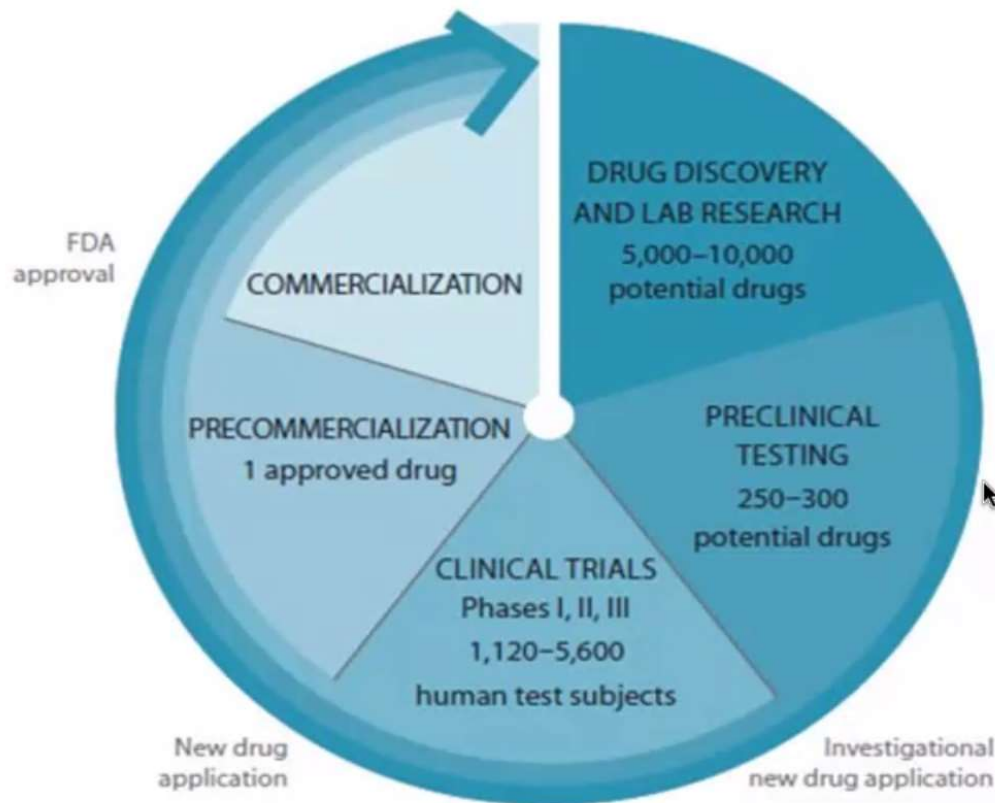 DRUG DISCOVERY
AND LAB RESEARCH
5,000–10,000
potential drugs
PRECLINICAL
TESTING
250–300
potential drugs
Investigational
new drug application
CLINICAL TRIALS
Phases I, II, III
1,120–5,600
human test subjects
New drug
application
PRECOMMERCIALIZATION
1 approved drug
FDA
approval
COMMERCIALIZATION